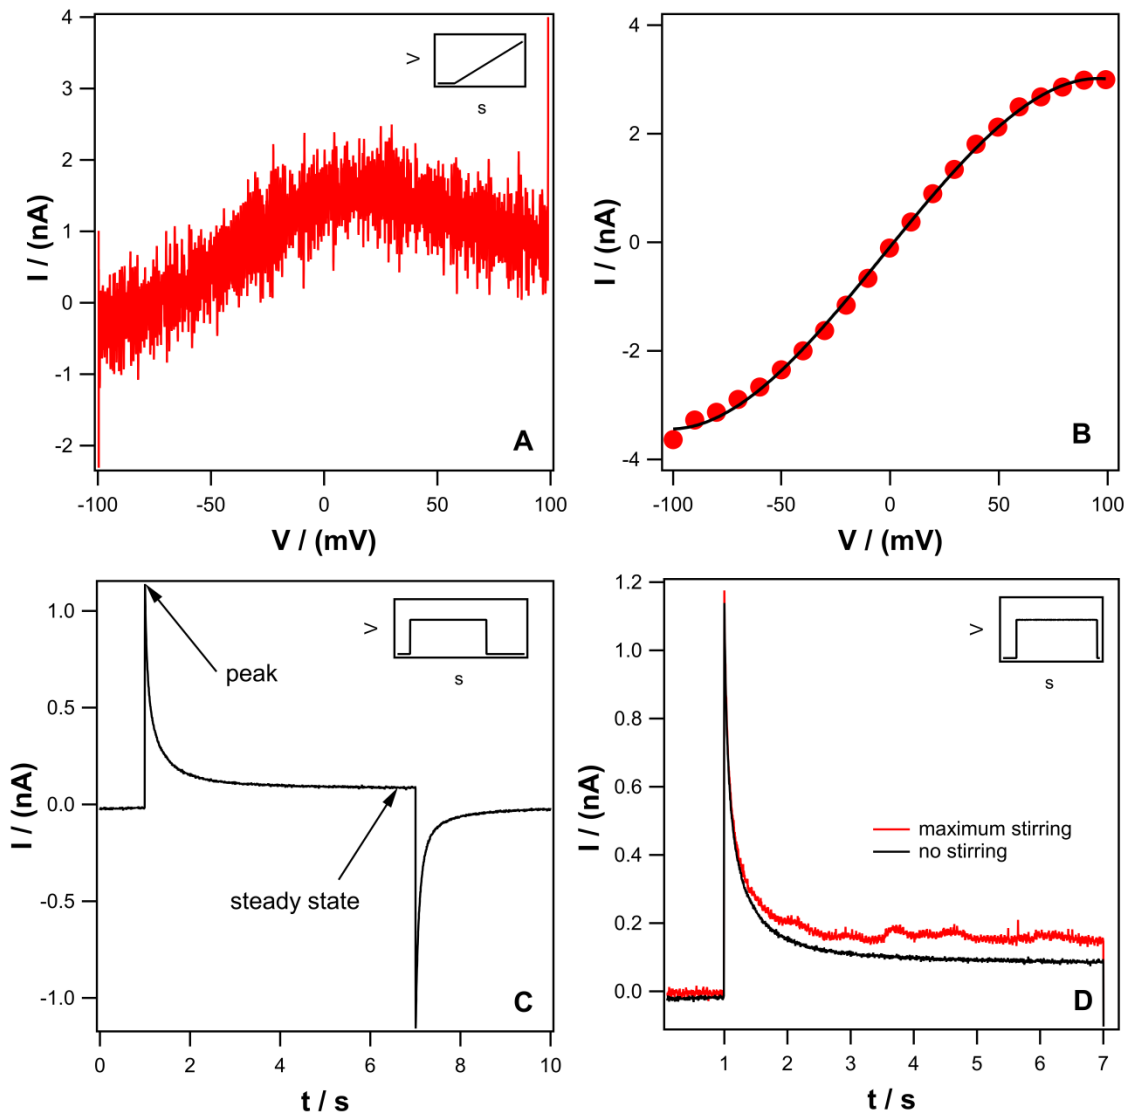 4
3
2
1
0
-1
-2
I / (nA)
V
s
A
-100
-50
0
50
100
V / (mV)
4
2
0
-2
-4
I / (nA)
B
-100
-50
0
50
100
V / (mV)
1.0
0.5
0.0
-0.5
-1.0
I / (nA)
V
s
peak
steady state
C
0
2
4
6
8
10
t / s
1.2
1.0
0.8
0.6
0.4
0.2
0.0
I / (nA)
V
s
maximum stirring
no stirring
D
1
2
3
4
5
6
7
t / s